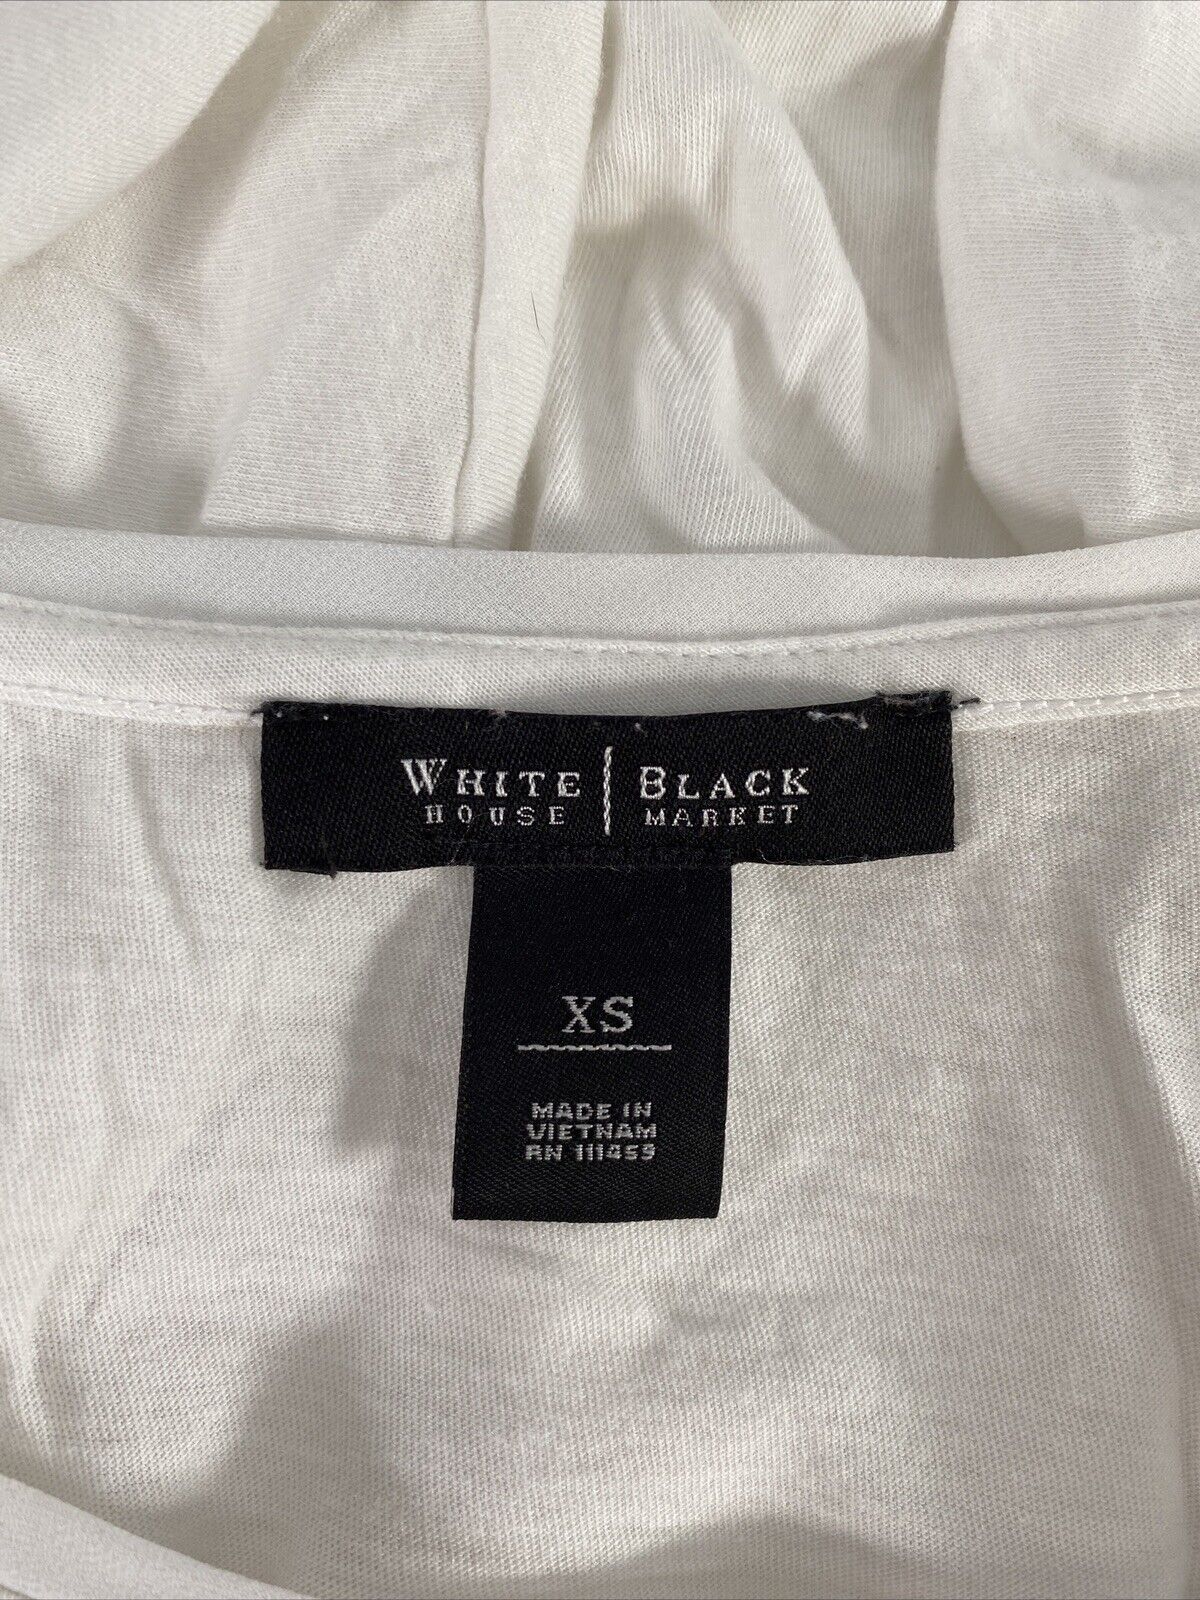 WHITE | BLACK
HOUSE | MARKET
XS
MADE IN
VIETNAM
RN 111459